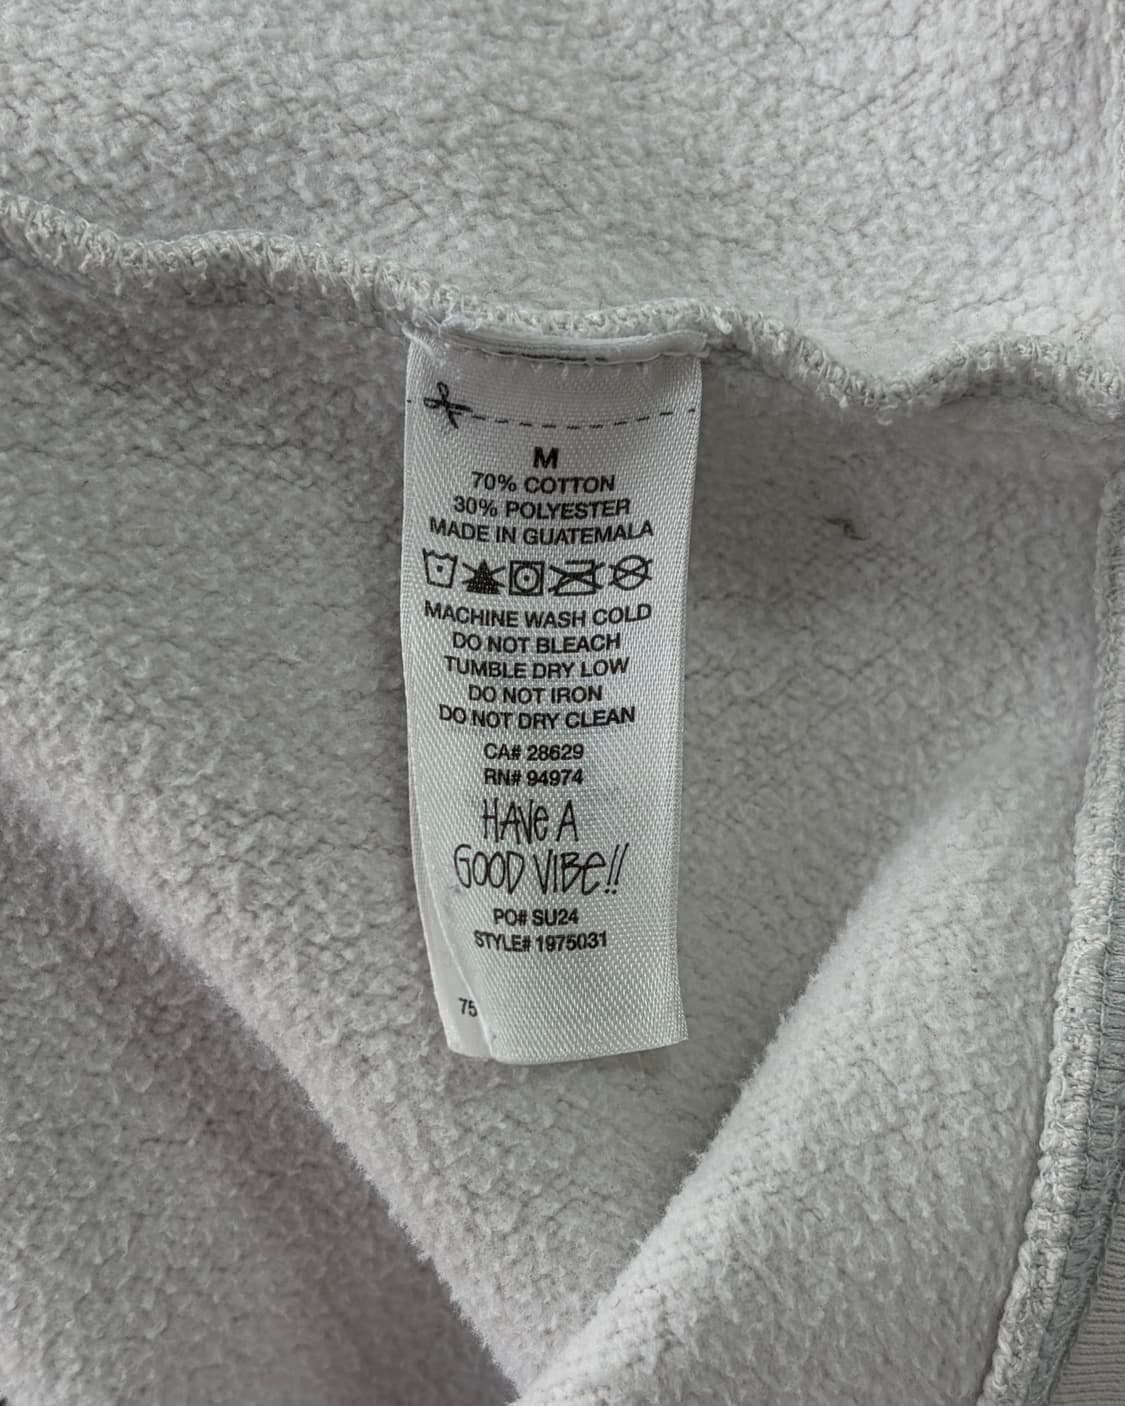 M
70% COTTON
30% POLYESTER
MADE IN GUATEMALA
MACHINE WASH COLD
DO NOT BLEACH
TUMBLE DRY LOW
DO NOT IRON
DO NOT DRY CLEAN
CA# 28629
RN# 94974
HAVe A
GOOD VIBe!!
PO# SU24
STYLE# 1975031
75